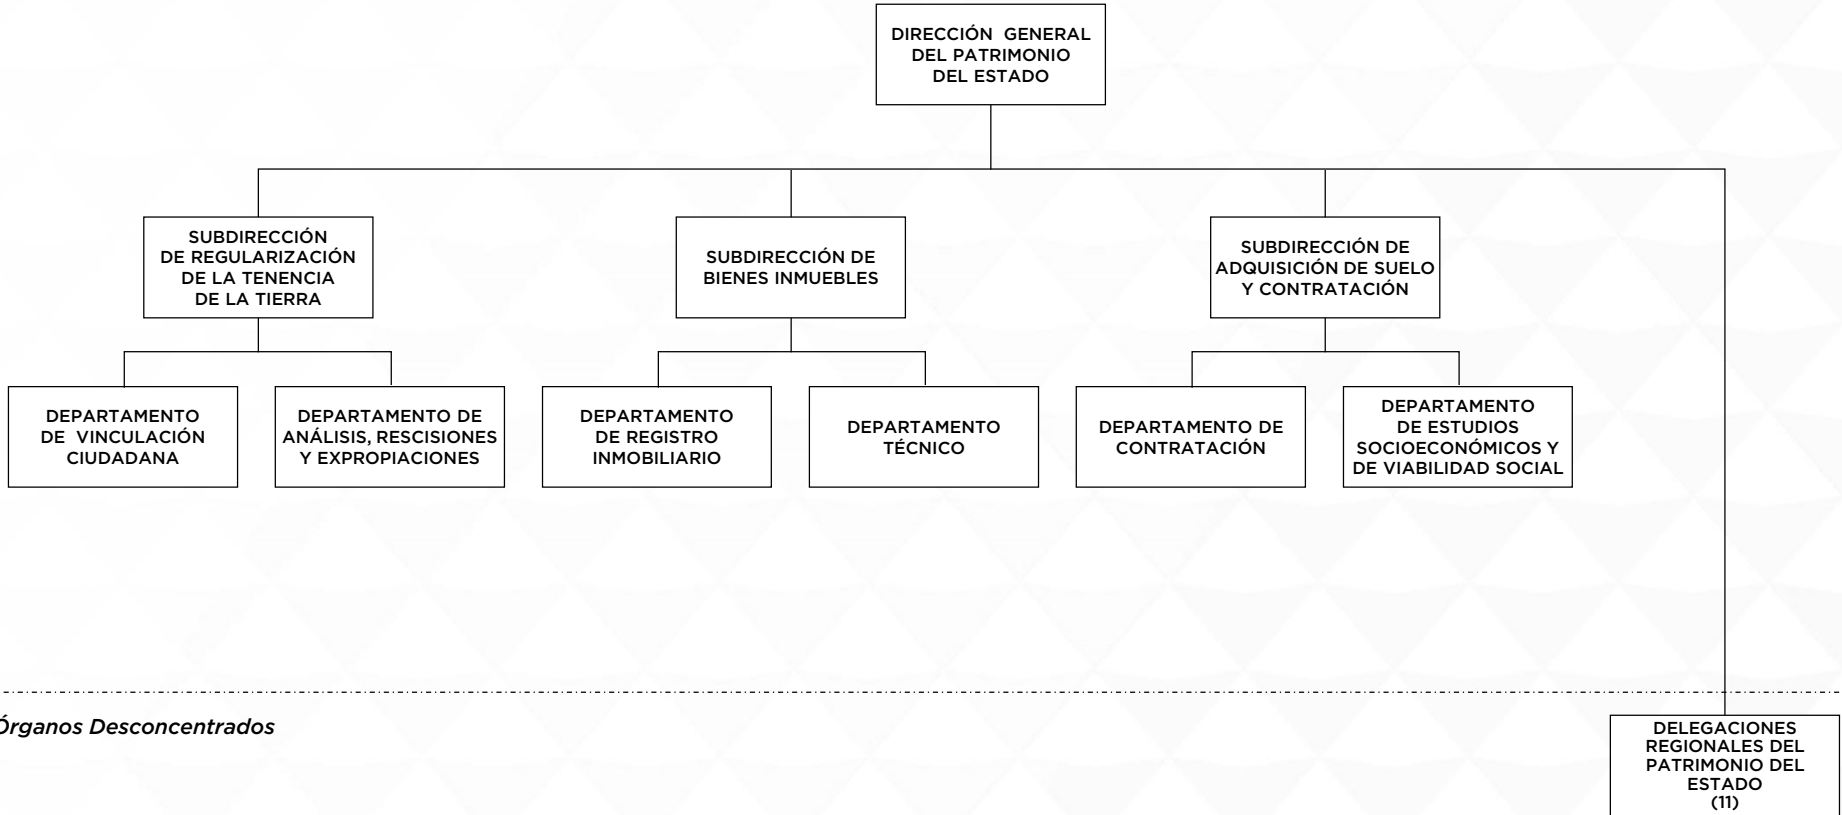 DIRECCIÓN GENERAL
DEL PATRIMONIO
DEL ESTADO
SUBDIRECCIÓN
DE REGULARIZACIÓN
DE LA TENENCIA
DE LA TIERRA
SUBDIRECCIÓN DE
BIENES INMUEBLES
SUBDIRECCIÓN DE
ADQUISICIÓN DE SUELO
Y CONTRATACIÓN
DEPARTAMENTO
DE VINCULACIÓN
CIUDADANA
DEPARTAMENTO DE
ANÁLISIS, RESCISIONES
Y EXPROPIACIONES
DEPARTAMENTO
DE REGISTRO
INMOBILIARIO
DEPARTAMENTO
TÉCNICO
DEPARTAMENTO DE
CONTRATACIÓN
DEPARTAMENTO
DE ESTUDIOS
SOCIOECONÓMICOS Y
DE VIABILIDAD SOCIAL
Órganos Desconcentrados
DELEGACIONES
REGIONALES DEL
PATRIMONIO DEL
ESTADO
(11)